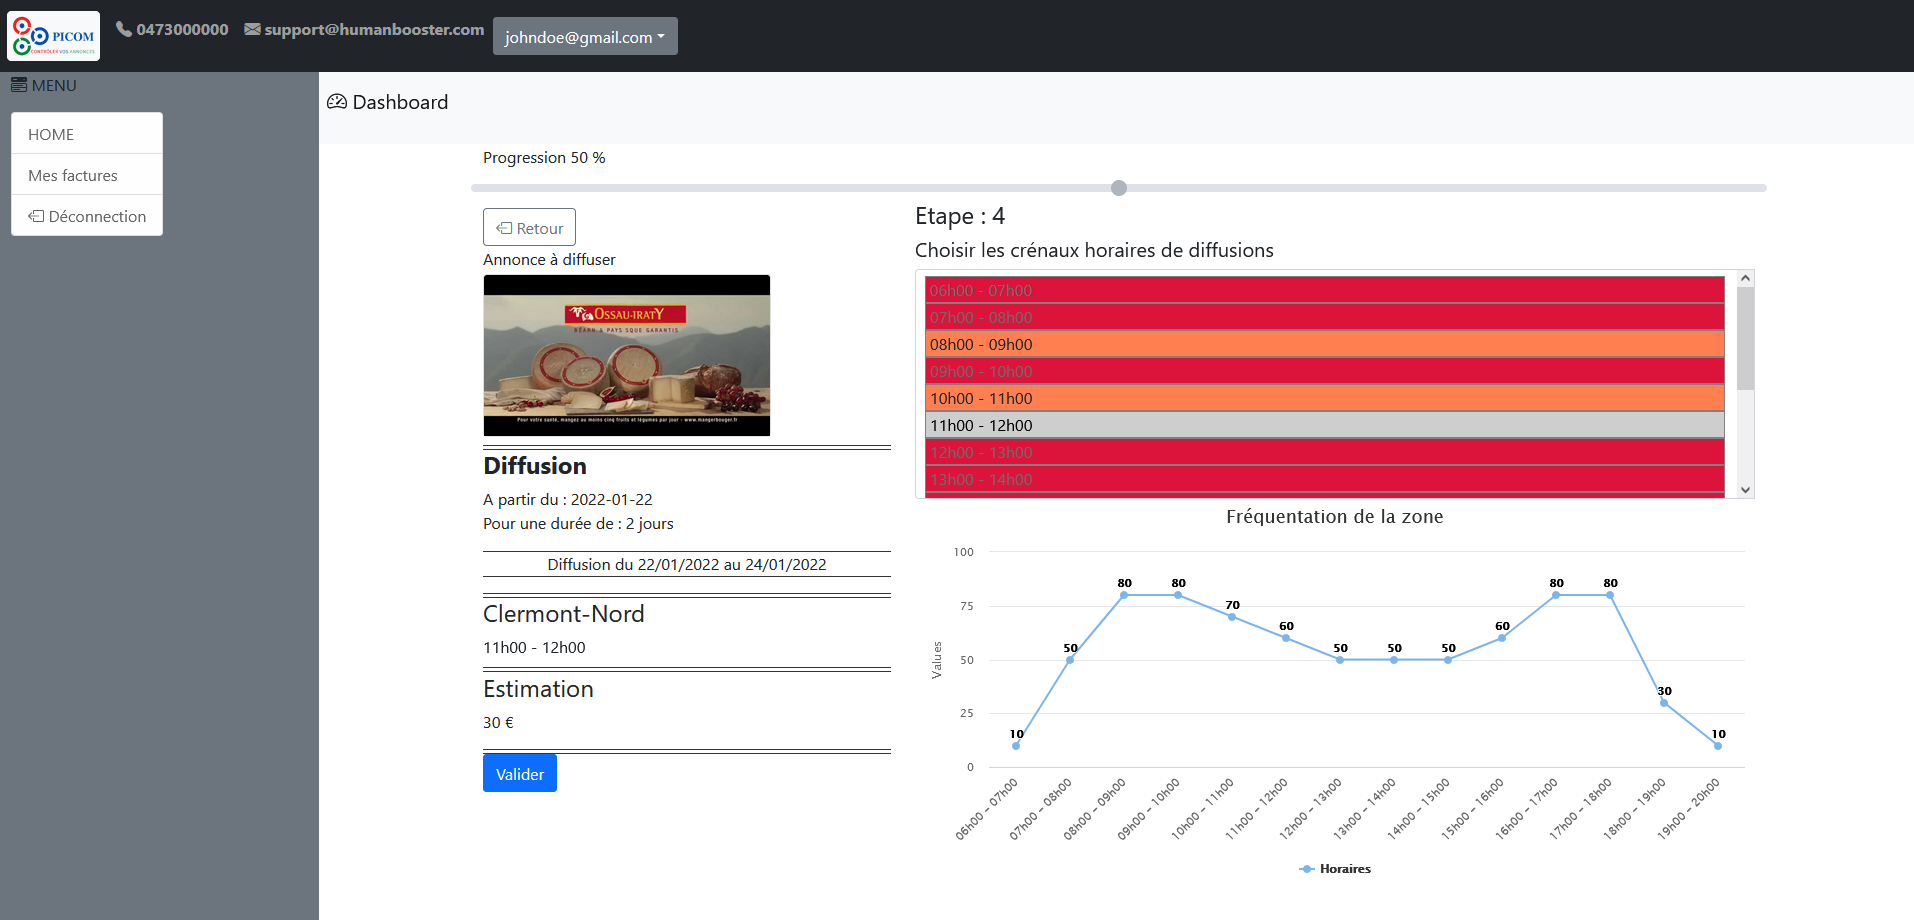 PICOM
CONTRÔLER VOS ANNONCES
0473000000
support@humanbooster.com
johndoe@gmail.com
MENU
HOME
Mes factures
Déconnection
Dashboard
Progression 50 %
Retour
Annonce à diffuser
OSSAU-IRATY
BÉARN & PAYS SQUE GARANTIS
Pour votre santé, mangez au moins cinq fruits et légumes par jour - www.mangerbouger.fr
Diffusion
A partir du : 2022-01-22
Pour une durée de : 2 jours
Diffusion du 22/01/2022 au 24/01/2022
Clermont-Nord
11h00 - 12h00
Estimation
30 €
Valider
Etape : 4
Choisir les crénaux horaires de diffusions
06h00 - 07h00
07h00 - 08h00
08h00 - 09h00
09h00 - 10h00
10h00 - 11h00
11h00 - 12h00
12h00 - 13h00
13h00 - 14h00
Fréquentation de la zone
Values
100
75
50
25
0
10
50
80
80
70
60
50
50
50
60
80
80
30
10
06h00 - 07h00
07h00 - 08h00
08h00 - 09h00
09h00 - 10h00
10h00 - 11h00
11h00 - 12h00
12h00 - 13h00
13h00 - 14h00
14h00 - 15h00
15h00 - 16h00
16h00 - 17h00
17h00 - 18h00
18h00 - 19h00
19h00 - 20h00
Horaires